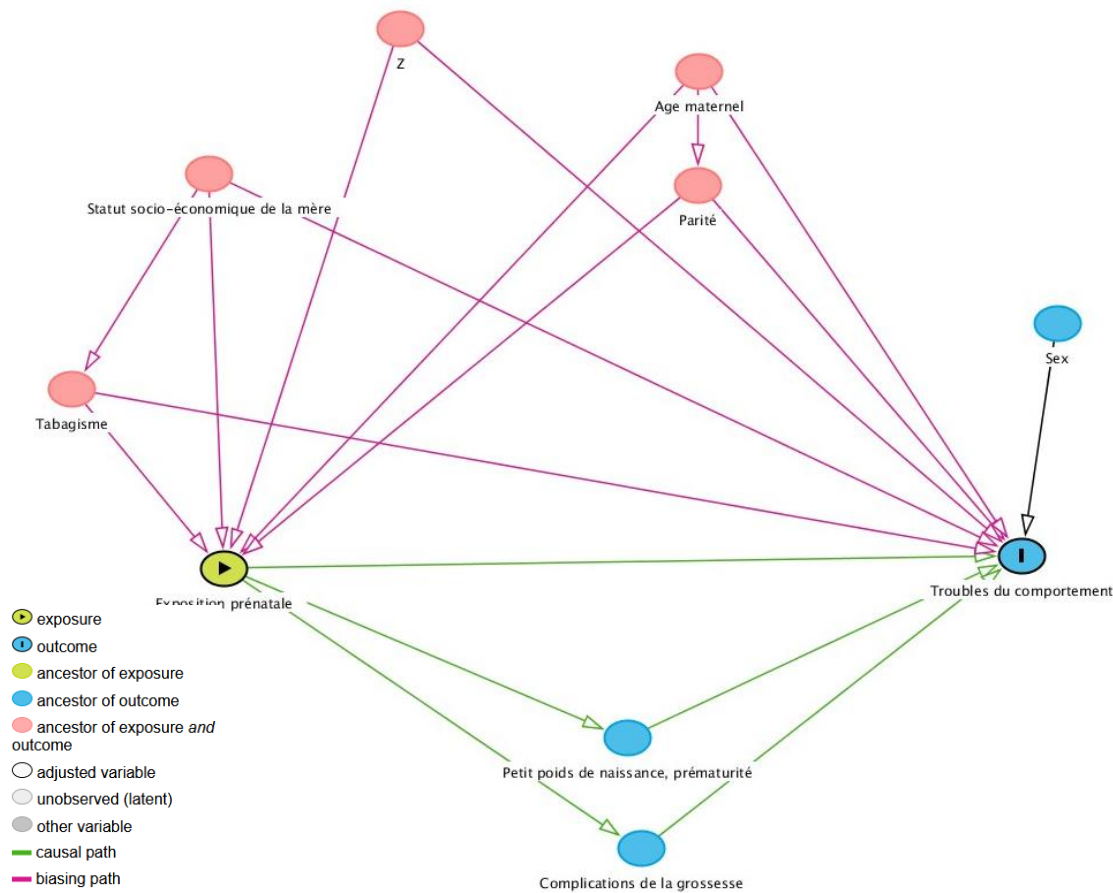 Z
Age maternel
Statut socio-économique de la mère
Parité
Sex
Tabagisme
Exposition prénatale
Troubles du comportement
exposure
outcome
ancestor of exposure
ancestor of outcome
ancestor of exposure and
outcome
adjusted variable
unobserved (latent)
other variable
causal path
biasing path
Petit poids de naissance, prématurité
Complications de la grossesse